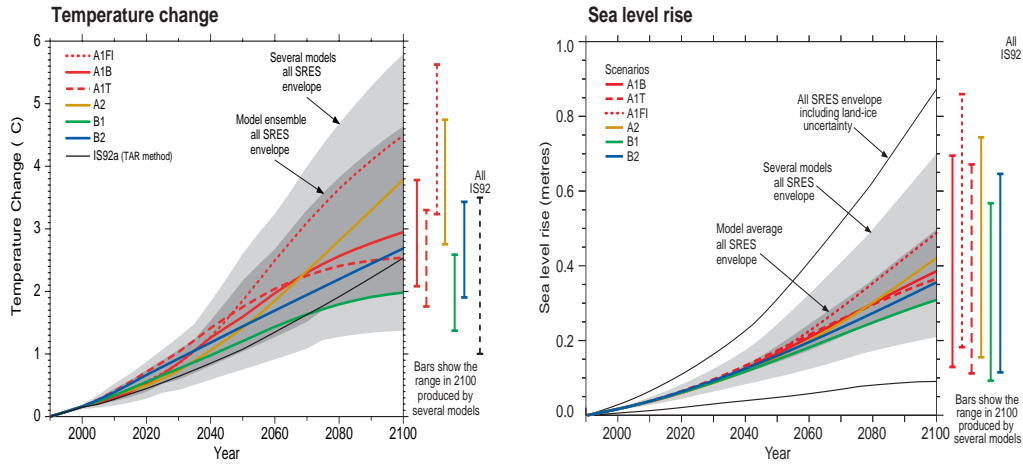 Temperature change
6
5
4
3
2
1
0
Temperature Change ( C)
A1FI
A1B
A1T
A2
B1
B2
IS92a (TAR method)
Several models
all SRES
envelope
Model ensemble
all SRES
envelope
All
IS92
Bars show the
range in 2100
produced by
several models
2000
2020
2040
2060
2080
2100
Year
Sea level rise
1.0
0.8
0.6
0.4
0.2
0.0
Sea level rise (metres)
Scenarios
A1B
A1T
A1FI
A2
B1
B2
All SRES envelope
including land-ice
uncertainty
Several models
all SRES
envelope
Model average
all SRES
envelope
All
IS92
Bars show the
range in 2100
produced by
several models
2000
2020
2040
2060
2080
2100
Year